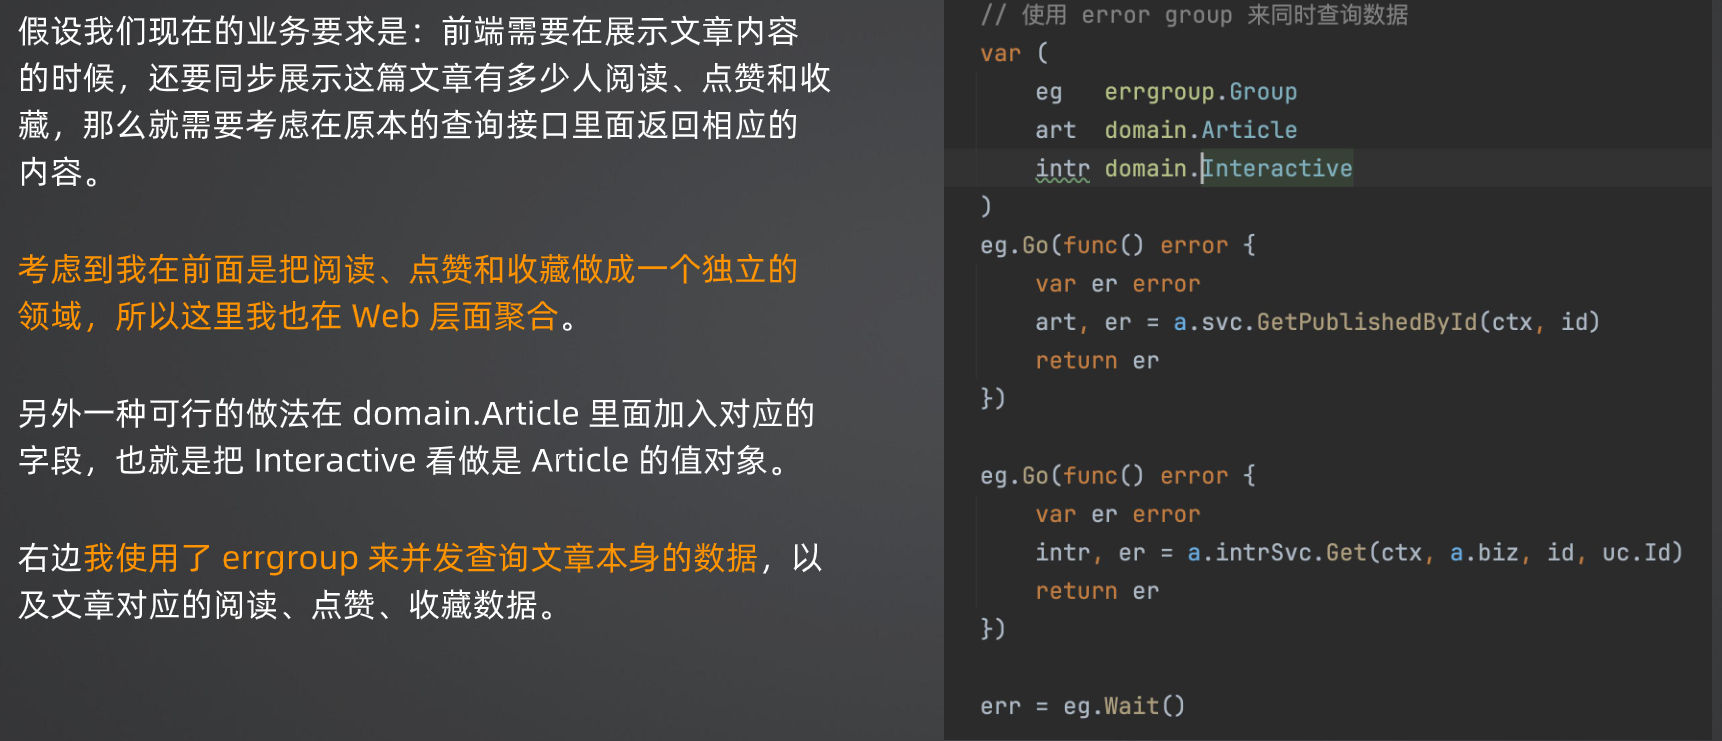 假设我们现在的业务要求是：前端需要在展示文章内容
的时候，还要同步展示这篇文章有多少人阅读、点赞和收
藏，那么就需要考虑在原本的查询接口里面返回相应的
内容。
考虑到我在前面是把阅读、点赞和收藏做成一个独立的
领域，所以这里我也在 Web 层面聚合。
另外一种可行的做法在 domain.Article 里面加入对应的
字段，也就是把 Interactive 看做是 Article 的值对象。
右边我使用了 errgroup 来并发查询文章本身的数据，以
及文章对应的阅读、点赞、收藏数据。
// 使用 error group 来同时查询数据
var (
    eg   errgroup.Group
    art  domain.Article
    intr domain.Interactive
)
eg.Go(func() error {
    var er error
    art, er = a.svc.GetPublishedById(ctx, id)
    return er
})
eg.Go(func() error {
    var er error
    intr, er = a.intrSvc.Get(ctx, a.biz, id, uc.Id)
    return er
})
err = eg.Wait()